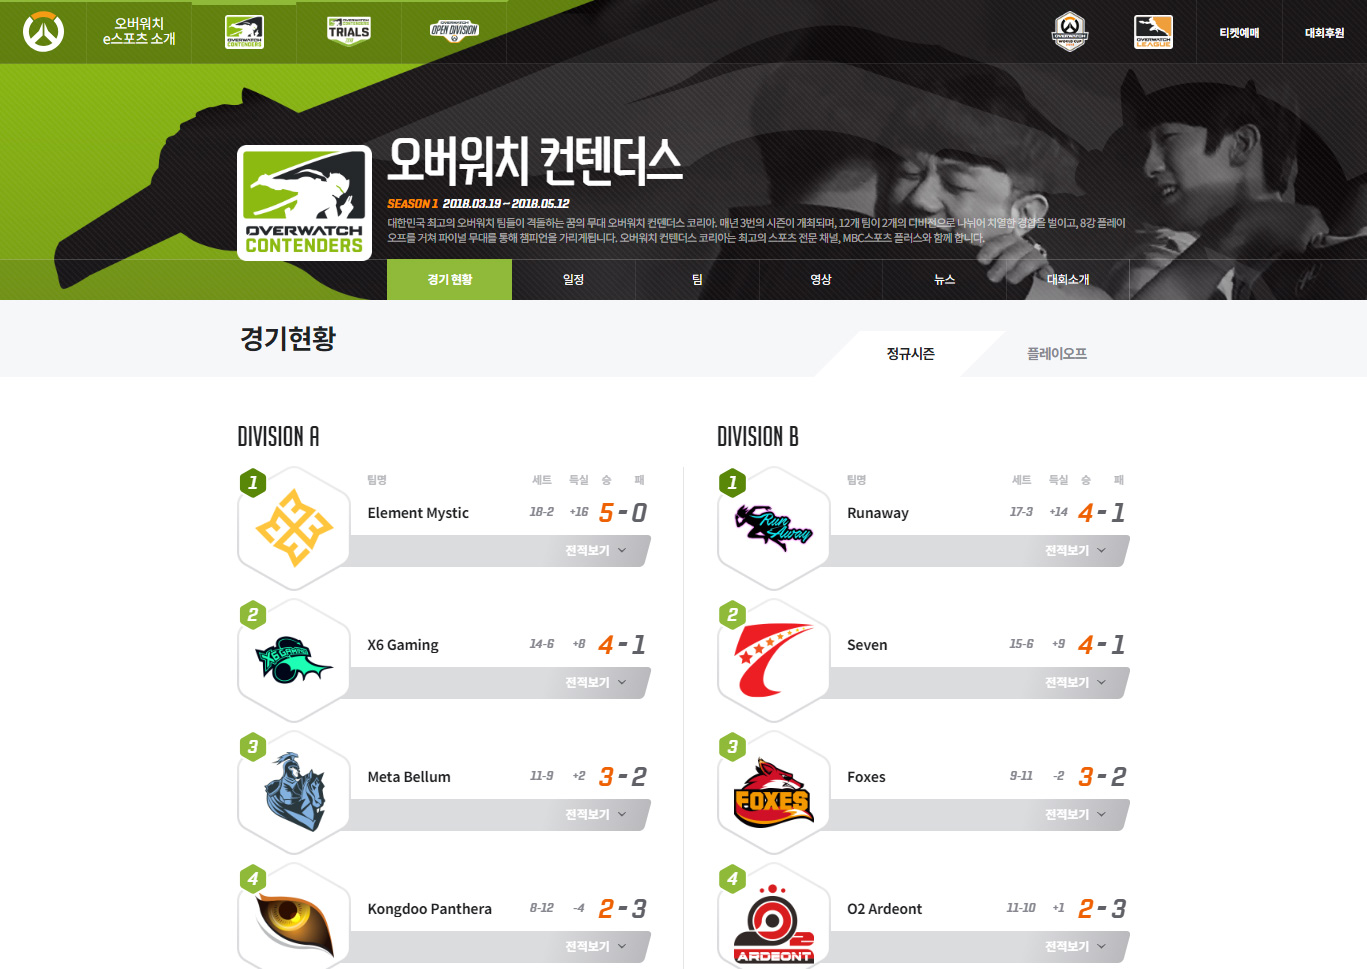 오버워치
e스포츠 소개
OVERWATCH
CONTENDERS
OVERWATCH
CONTENDERS
TRIALS
OVERWATCH
OPEN DIVISION
OVERWATCH
WORLD CUP
OVERWATCH
LEAGUE
티켓예매
대회후원
OVERWATCH
CONTENDERS
오버워치 컨텐더스
SEASON 1 2018.03.19 ~ 2018.05.12
대한민국 최고의 오버워치 팀들이 격돌하는 꿈의 무대 오버워치 컨텐더스 코리아. 매년 3번의 시즌이 개최되며, 12개 팀이 2개의 디비전으로 나뉘어 치열한 경합을 벌이고, 8강 플레이
오프를 거쳐 파이널 무대를 통해 챔피언을 가리게됩니다. 오버워치 컨텐더스 코리아는 최고의 스포츠 전문 채널, MBC스포츠 플러스와 함께 합니다.
경기 현황 일정 팀 영상 뉴스 대회소개
경기현황
정규시즌 플레이오프
DIVISION A
1
팀명 세트 득실 승 패
Element Mystic 18-2 +16 5 - 0
전적보기
2
X6 GAMING
X6 Gaming 14-6 +8 4 - 1
전적보기
3
Meta Bellum 11-9 +2 3 - 2
전적보기
4
Kongdoo Panthera 8-12 -4 2 - 3
전적보기
DIVISION B
1
팀명 세트 득실 승 패
Run
Away
Runaway 17-3 +14 4 - 1
전적보기
2
Seven 15-6 +9 4 - 1
전적보기
3
FOXES
Foxes 9-11 -2 3 - 2
전적보기
4
O2
ARDEONT
O2 Ardeont 11-10 +1 2 - 3
전적보기